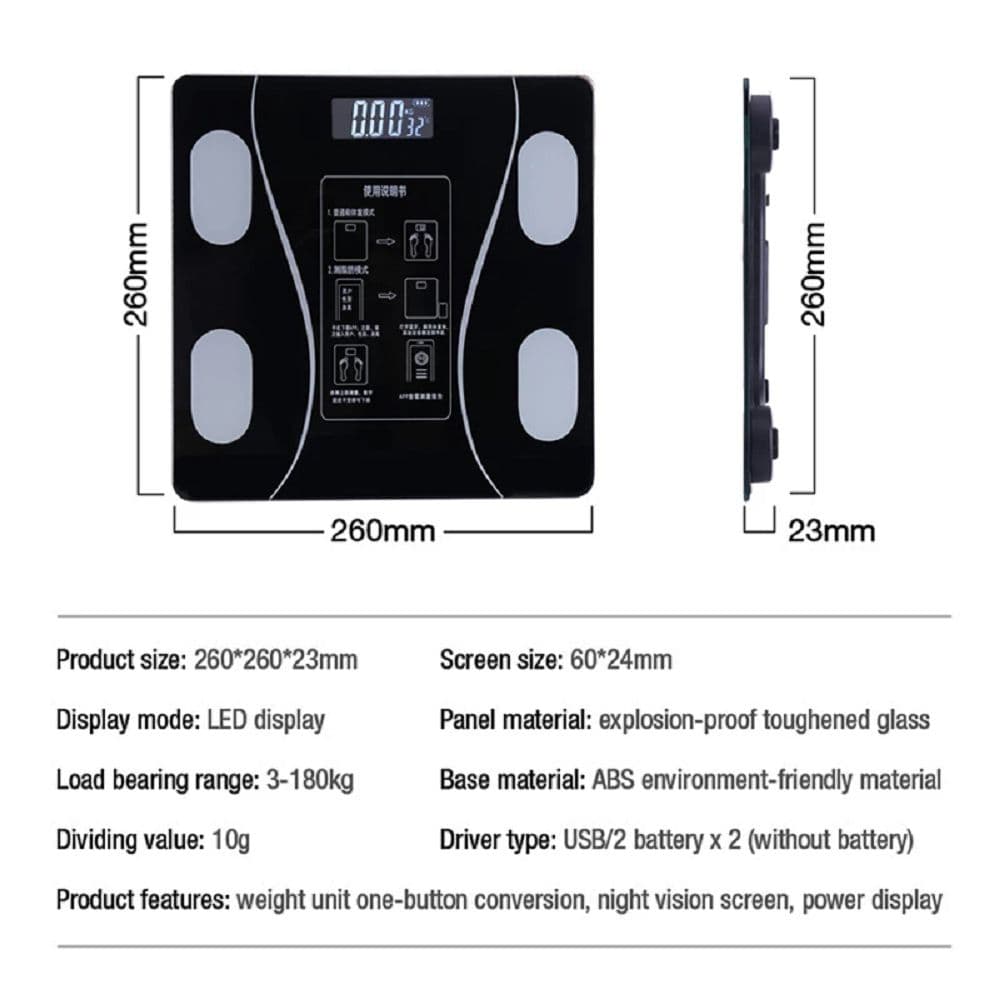 0.00 KG
32°
使用说明书
260mm
260mm
260mm
23mm
Product size: 260*260*23mm
Screen size: 60*24mm
Display mode: LED display
Panel material: explosion-proof toughened glass
Load bearing range: 3-180kg
Base material: ABS environment-friendly material
Dividing value: 10g
Driver type: USB/2 battery x 2 (without battery)
Product features: weight unit one-button conversion, night vision screen, power display